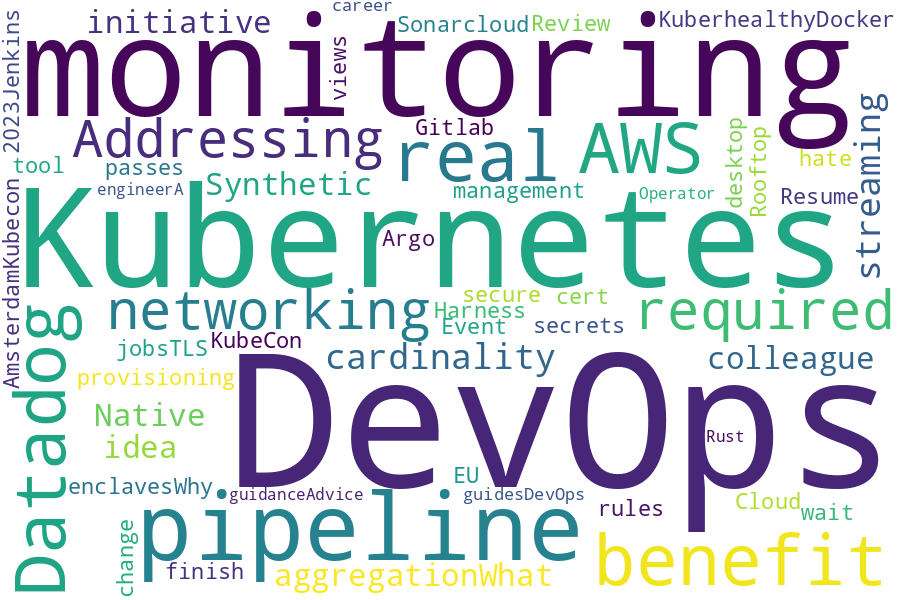 career
initiative
Sonarcloud
Review
KuberhealthyDocker
monitoring
views
2023Jenkins
Addressing
Gitlab
real
AWS
desktop
Rooftop
hate
streaming
tool
passes
engineerA
Synthetic
management
Operator
Resume
Kubernetes
Argo
AmsterdamKubecon
networking
secure
cert
Harness
Event
secrets
required
Datadog
jobsTLS
KubeCon
cardinality
colleague
provisioning
Native
idea
DevOps
Rust
enclavesWhy
EU
guidanceAdvice
guidesDevOps
rules
Cloud
wait
pipeline
change
finish
aggregationWhat
benefit